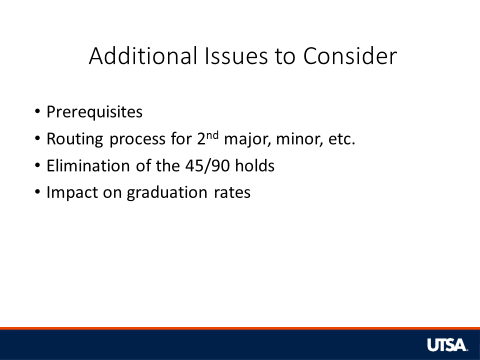 Additional Issues to Consider
• Prerequisites
• Routing process for 2nd major, minor, etc.
• Elimination of the 45/90 holds
• Impact on graduation rates
UTSA